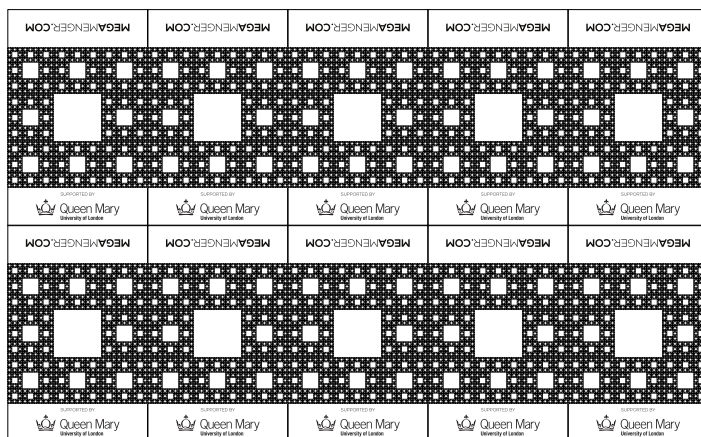 MEGAMENGER.COM MEGAMENGER.COM MEGAMENGER.COM MEGAMENGER.COM MEGAMENGER.COM
SUPPORTED BY SUPPORTED BY SUPPORTED BY SUPPORTED BY SUPPORTED BY
Queen Mary Queen Mary Queen Mary Queen Mary Queen Mary
University of London University of London University of London University of London University of London
MEGAMENGER.COM MEGAMENGER.COM MEGAMENGER.COM MEGAMENGER.COM MEGAMENGER.COM
SUPPORTED BY SUPPORTED BY SUPPORTED BY SUPPORTED BY SUPPORTED BY
Queen Mary Queen Mary Queen Mary Queen Mary Queen Mary
University of London University of London University of London University of London University of London